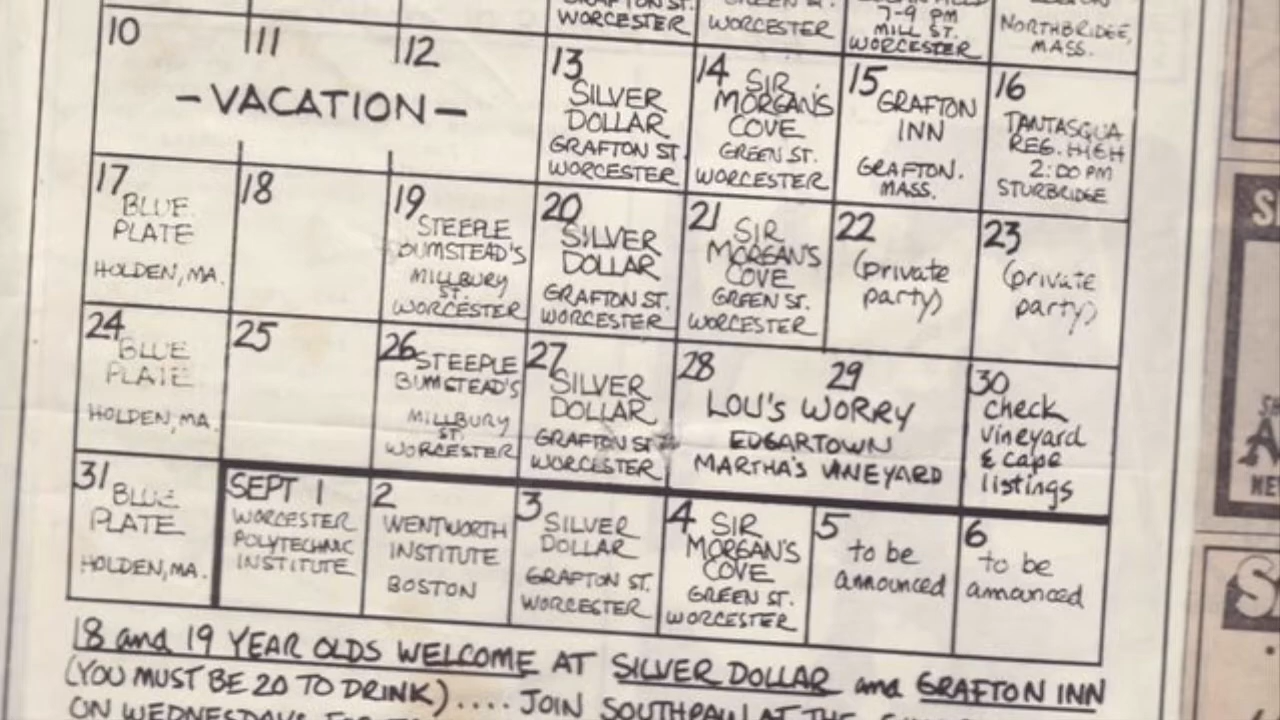 GRAFTON ST.
WORCESTER
GREEN ST.
WORCESTER
7-9 PM
MILL ST.
WORCESTER
NORTHBRIDGE,
MASS.
10
11
12
-VACATION-
13
SILVER
DOLLAR
GRAFTON ST.
WORCESTER
14
SIR
MORGAN'S
COVE
GREEN ST.
WORCESTER
15
GRAFTON
INN
GRAFTON.
MASS.
16
TANTASQUA
REG. HIGH
2:00 PM
STURBRIDGE
17
BLUE
PLATE
HOLDEN, MA.
18
19
STEEPLE
BUMSTEAD'S
MILLBURY
ST.
WORCESTER
20
SILVER
DOLLAR
GRAFTON ST.
WORCESTER
21
SIR
MORGAN'S
COVE
GREEN ST.
WORCESTER
22
(private
party)
23
(private
party)
24
BLUE
PLATE
HOLDEN, MA.
25
26
STEEPLE
BUMSTEAD'S
MILLBURY
ST.
WORCESTER
27
SILVER
DOLLAR
GRAFTON ST.
WORCESTER
28 29
LOU'S WORRY
EDGARTOWN
MARTHA'S VINEYARD
30
check
vineyard
& cape
listings
31
BLUE
PLATE
HOLDEN, MA.
SEPT 1
WORCESTER
POLYTECHNIC
INSTITUTE
2
WENTWORTH
INSTITUTE
BOSTON
3
SILVER
DOLLAR
GRAFTON ST.
WORCESTER
4
SIR
MORGAN'S
COVE
GREEN ST.
WORCESTER
5
to be
announced
6
to be
announced
18 and 19 YEAR OLDS WELCOME AT SILVER DOLLAR and GRAFTON INN
(YOU MUST BE 20 TO DRINK).... JOIN SOUTHPAW AT THE
ON WEDNESDAYS FOR